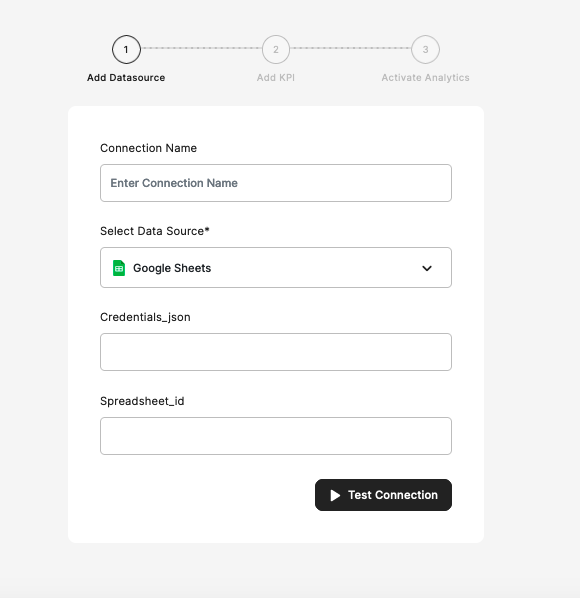 1
2
3
Add Datasource
Add KPI
Activate Analytics
Connection Name
Enter Connection Name
Select Data Source*
Google Sheets
Credentials_json
Spreadsheet_id
Test Connection